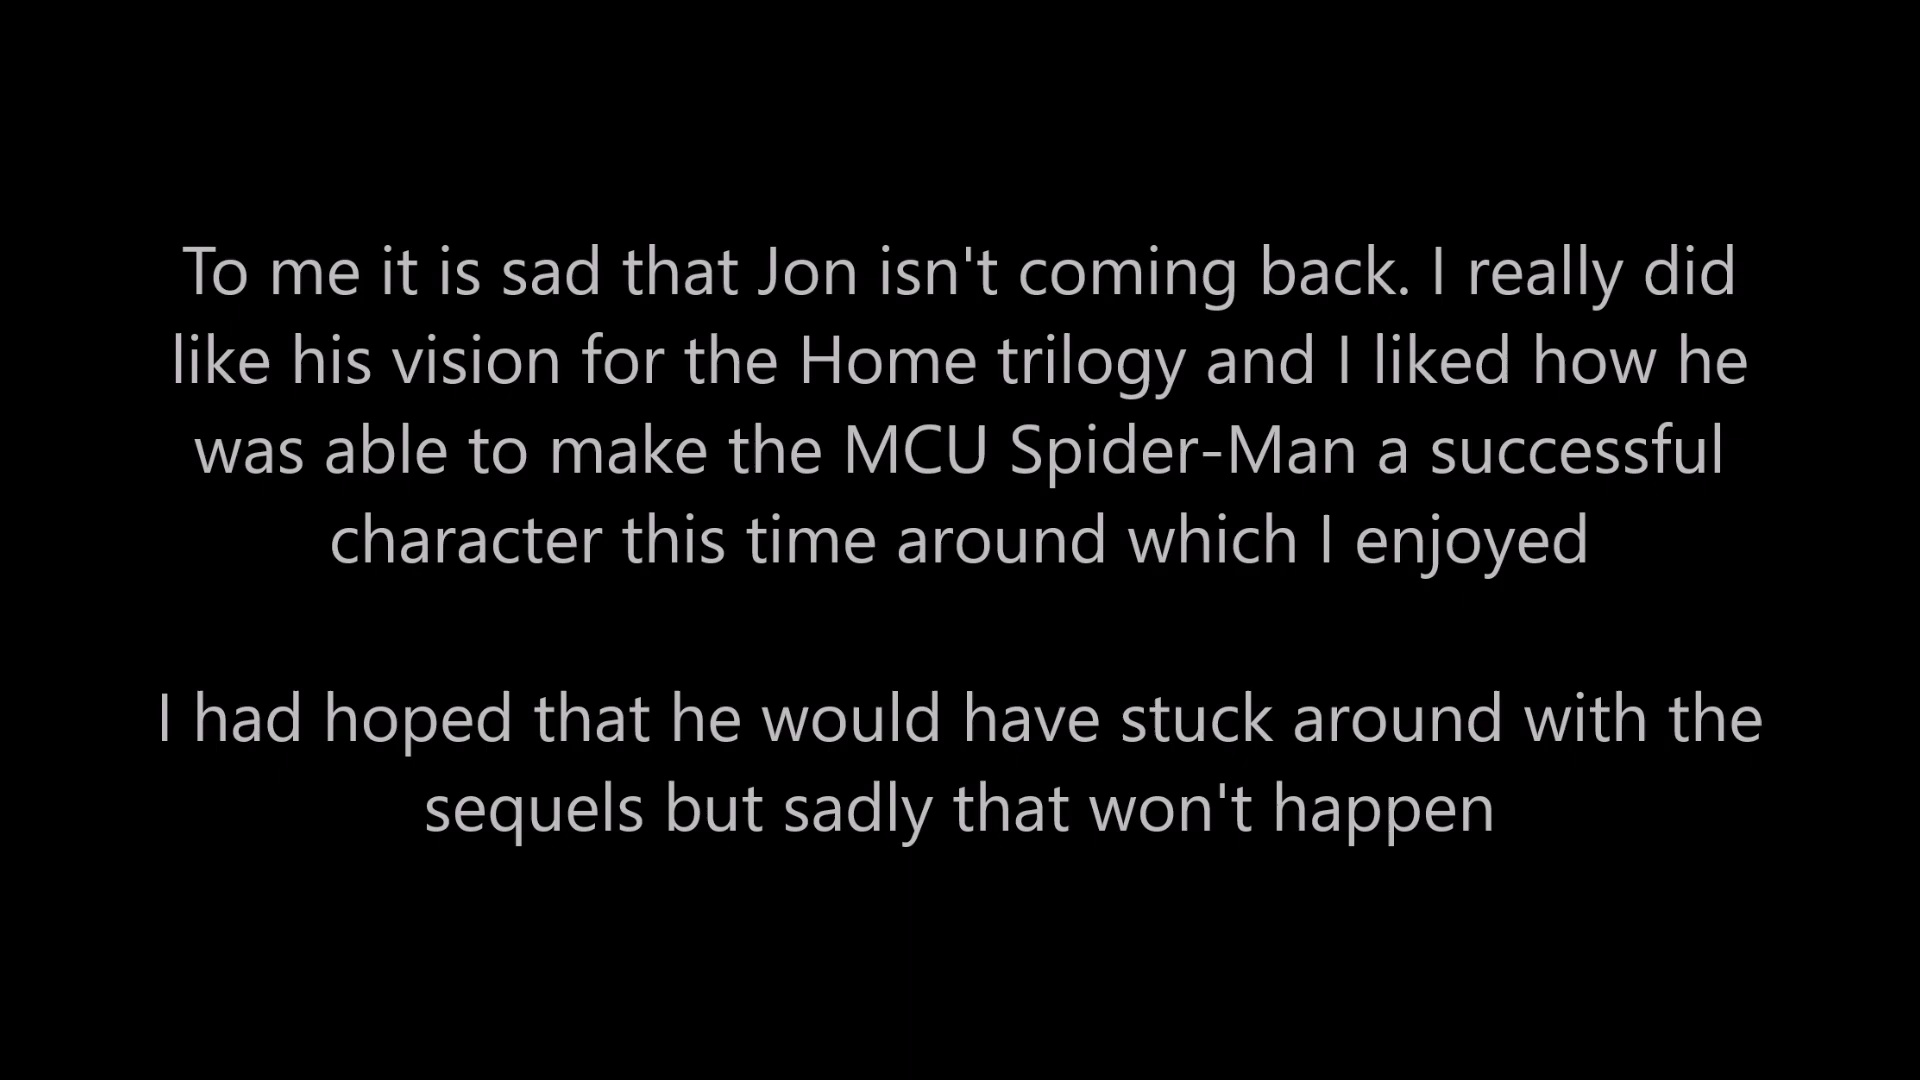 To me it is sad that Jon isn't coming back. I really did
like his vision for the Home trilogy and I liked how he
was able to make the MCU Spider-Man a successful
character this time around which I enjoyed
I had hoped that he would have stuck around with the
sequels but sadly that won't happen